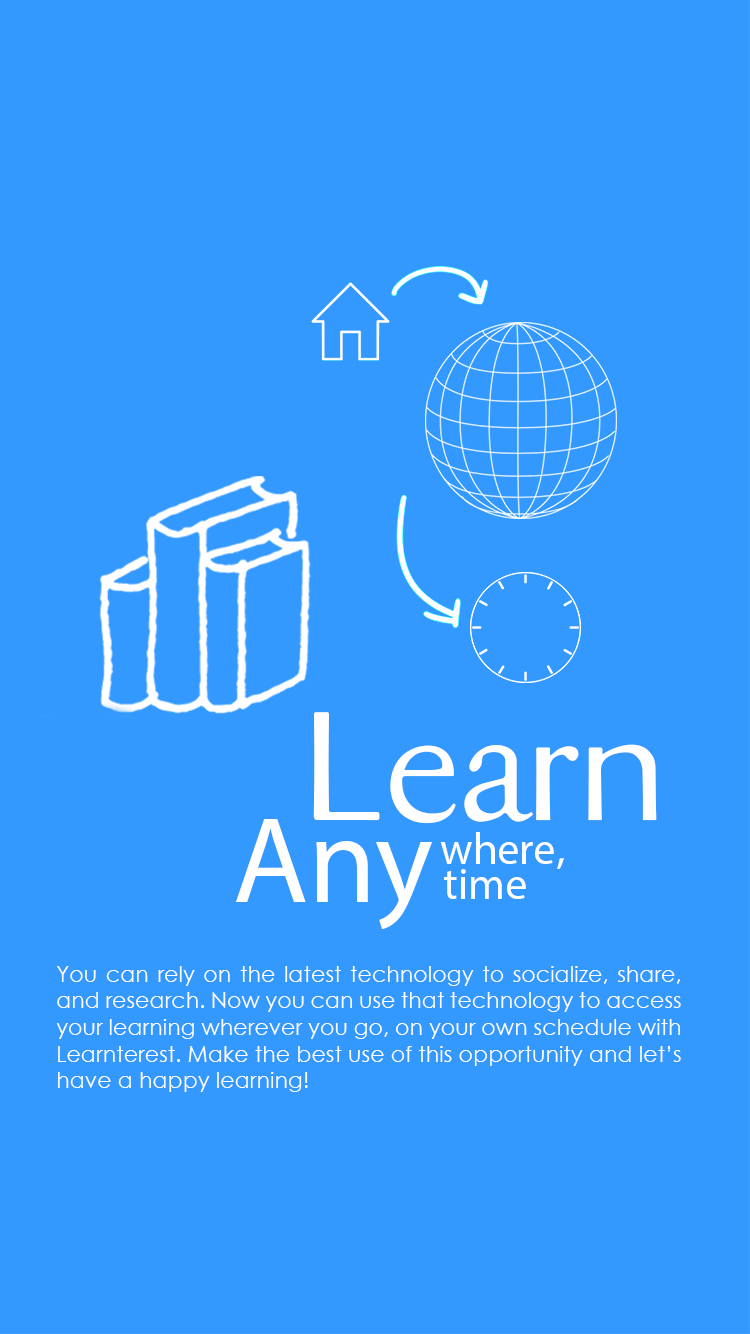 Learn
Any where,
time
You can rely on the latest technology to socialize, share,
and research. Now you can use that technology to access
your learning wherever you go, on your own schedule with
Learnterest. Make the best use of this opportunity and let’s
have a happy learning!